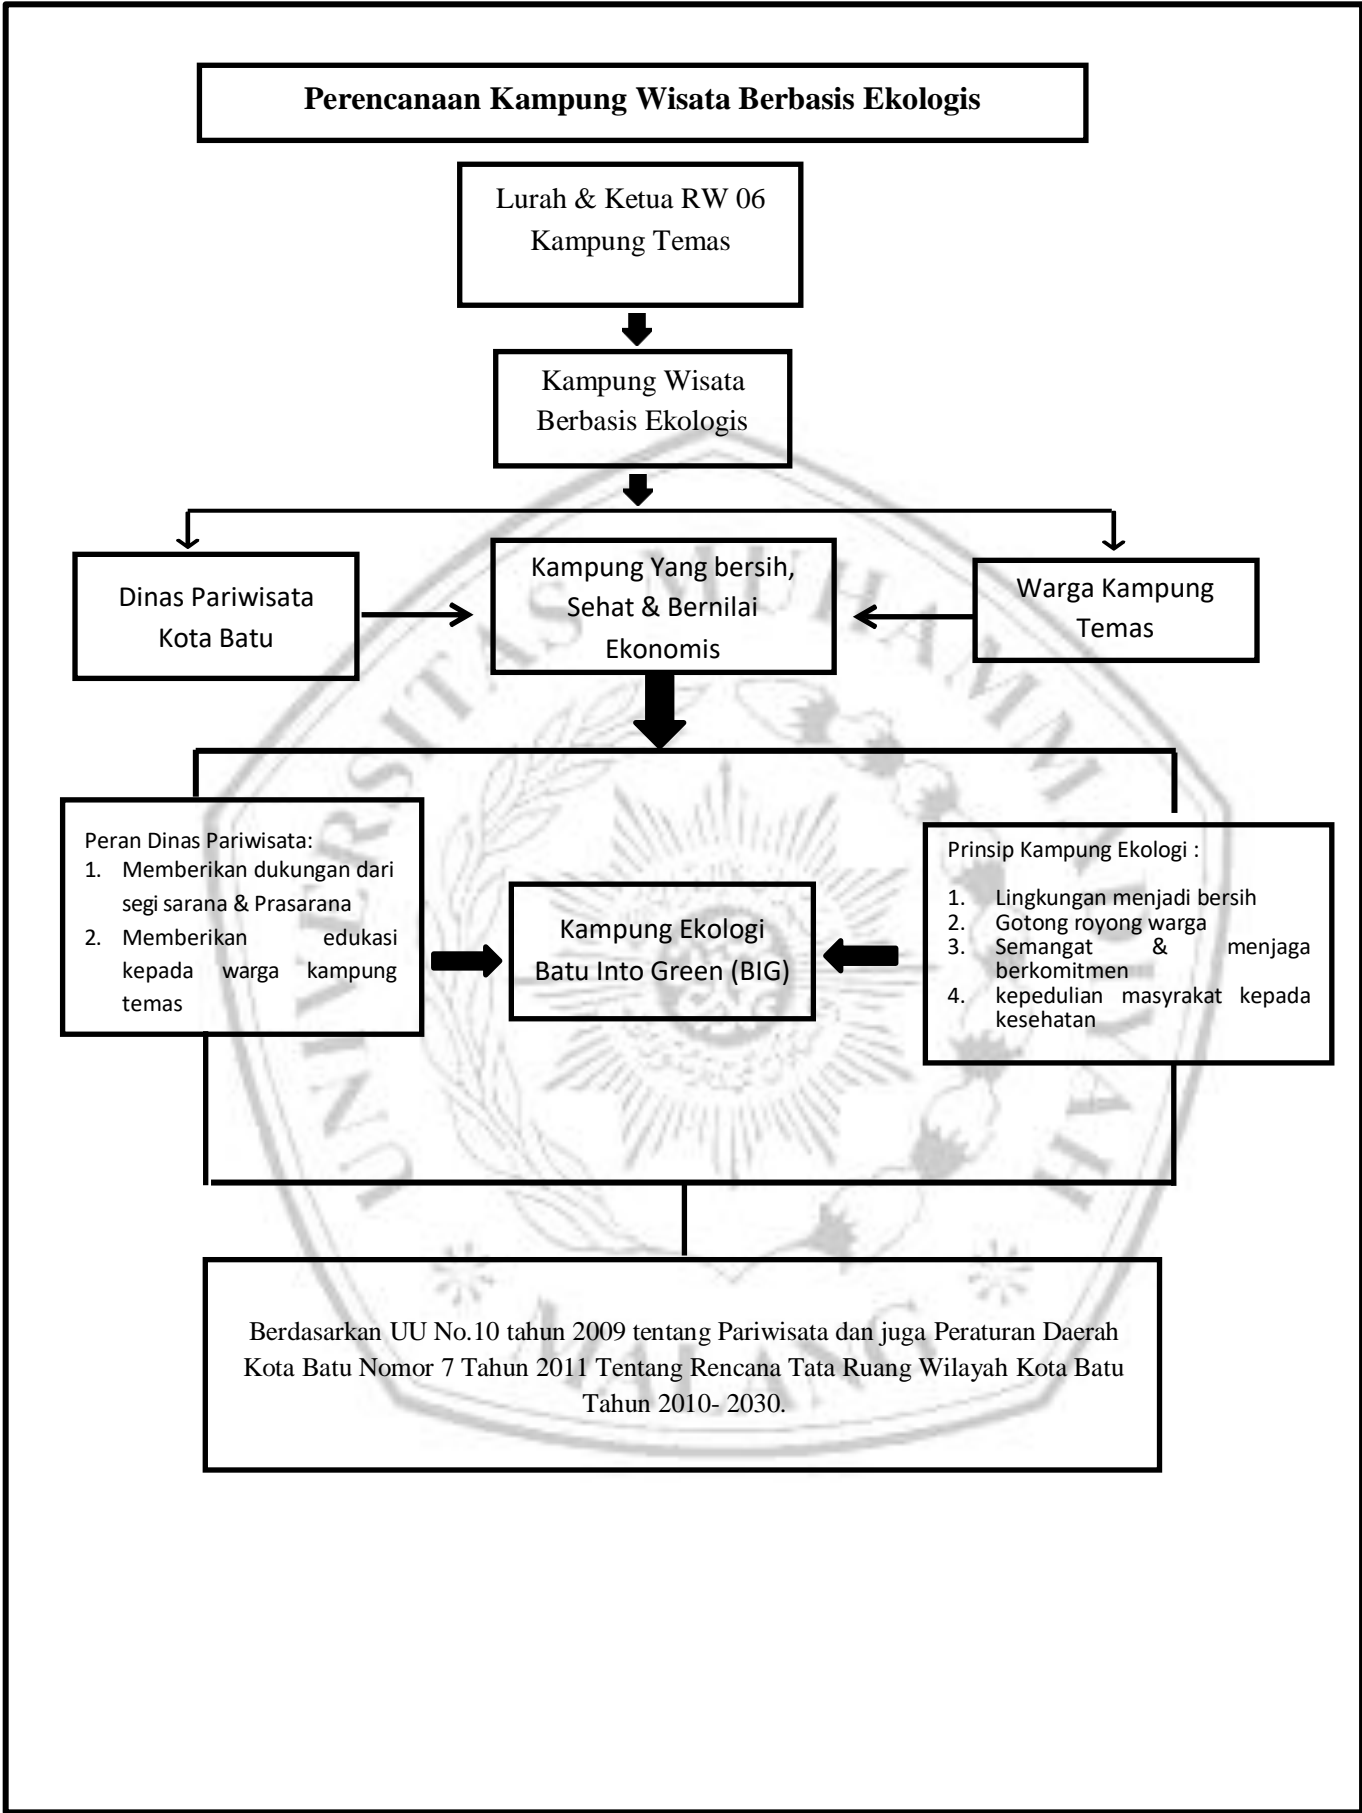 Perencanaan Kampung Wisata Berbasis Ekologis
Lurah & Ketua RW 06
Kampung Temas
Kampung Wisata
Berbasis Ekologis
Dinas Pariwisata
Kota Batu
Kampung Yang bersih,
Sehat & Bernilai
Ekonomis
Warga Kampung
Temas
Peran Dinas Pariwisata:
1. Memberikan dukungan dari
segi sarana & Prasarana
2. Memberikan edukasi
kepada warga kampung
temas
Kampung Ekologi
Batu Into Green (BIG)
Prinsip Kampung Ekologi :
1. Lingkungan menjadi bersih
2. Gotong royong warga
3. Semangat & menjaga
berkomitmen
4. kepedulian masyrakat kepada
kesehatan
Berdasarkan UU No.10 tahun 2009 tentang Pariwisata dan juga Peraturan Daerah
Kota Batu Nomor 7 Tahun 2011 Tentang Rencana Tata Ruang Wilayah Kota Batu
Tahun 2010- 2030.
UNIVERSITAS MUHAMMADIYAH
MALANG